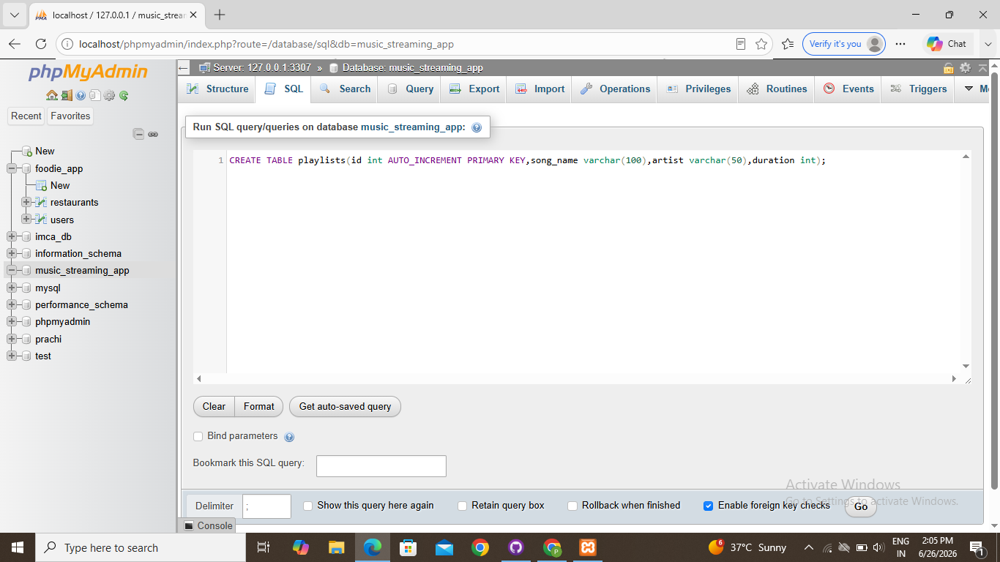 localhost / 127.0.0.1 / music_strear
localhost/phpmyadmin/index.php?route=/database/sql&db=music_streaming_app
Verify it's you
Chat
phpMyAdmin
Recent
Favorites
New
foodie_app
New
restaurants
users
imca_db
information_schema
music_streaming_app
mysql
performance_schema
phpmyadmin
prachi
test
Server: 127.0.0.1:3307 » Database: music_streaming_app
Structure SQL Search Query Export Import Operations Privileges Routines Events Triggers M
Run SQL query/queries on database music_streaming_app:
1 CREATE TABLE playlists(id int AUTO_INCREMENT PRIMARY KEY,song_name varchar(100),artist varchar(50),duration int);
Clear Format Get auto-saved query
Bind parameters
Bookmark this SQL query:
Activate Windows
Go to Settings to activate Windows.
Delimiter ; Show this query here again Retain query box Rollback when finished Enable foreign key checks Go
Console
Type here to search
6
37°C Sunny
ENG
IN
2:05 PM
6/26/2026
1